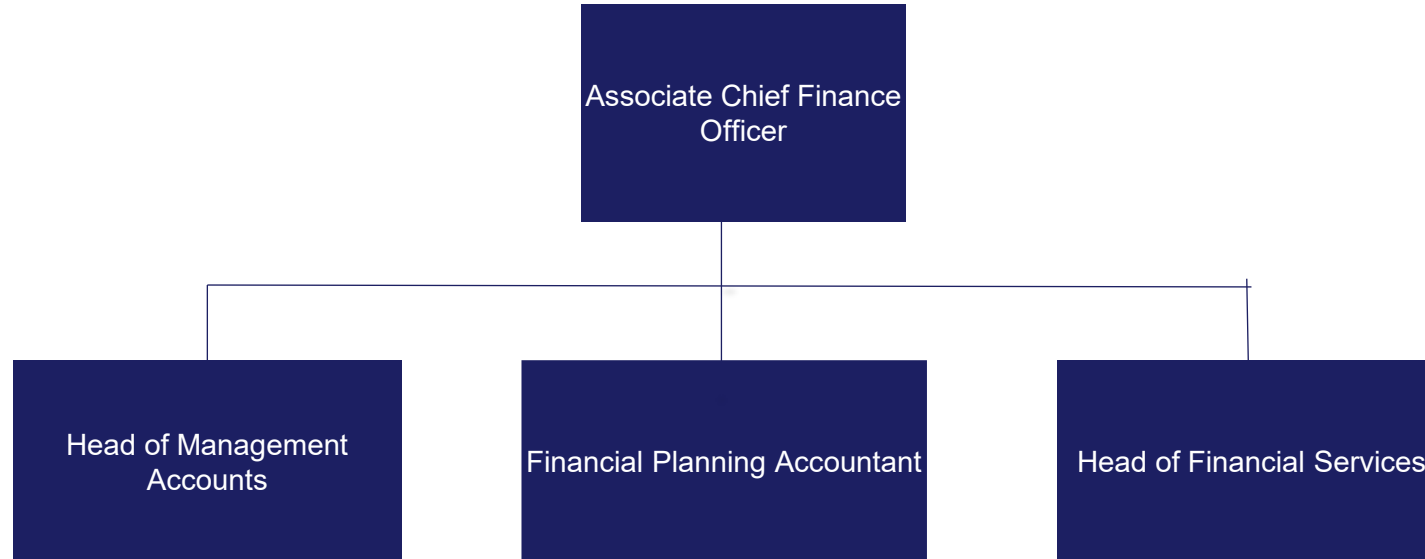 Associate Chief Finance
Officer
Head of Management
Accounts
Financial Planning Accountant
Head of Financial Services